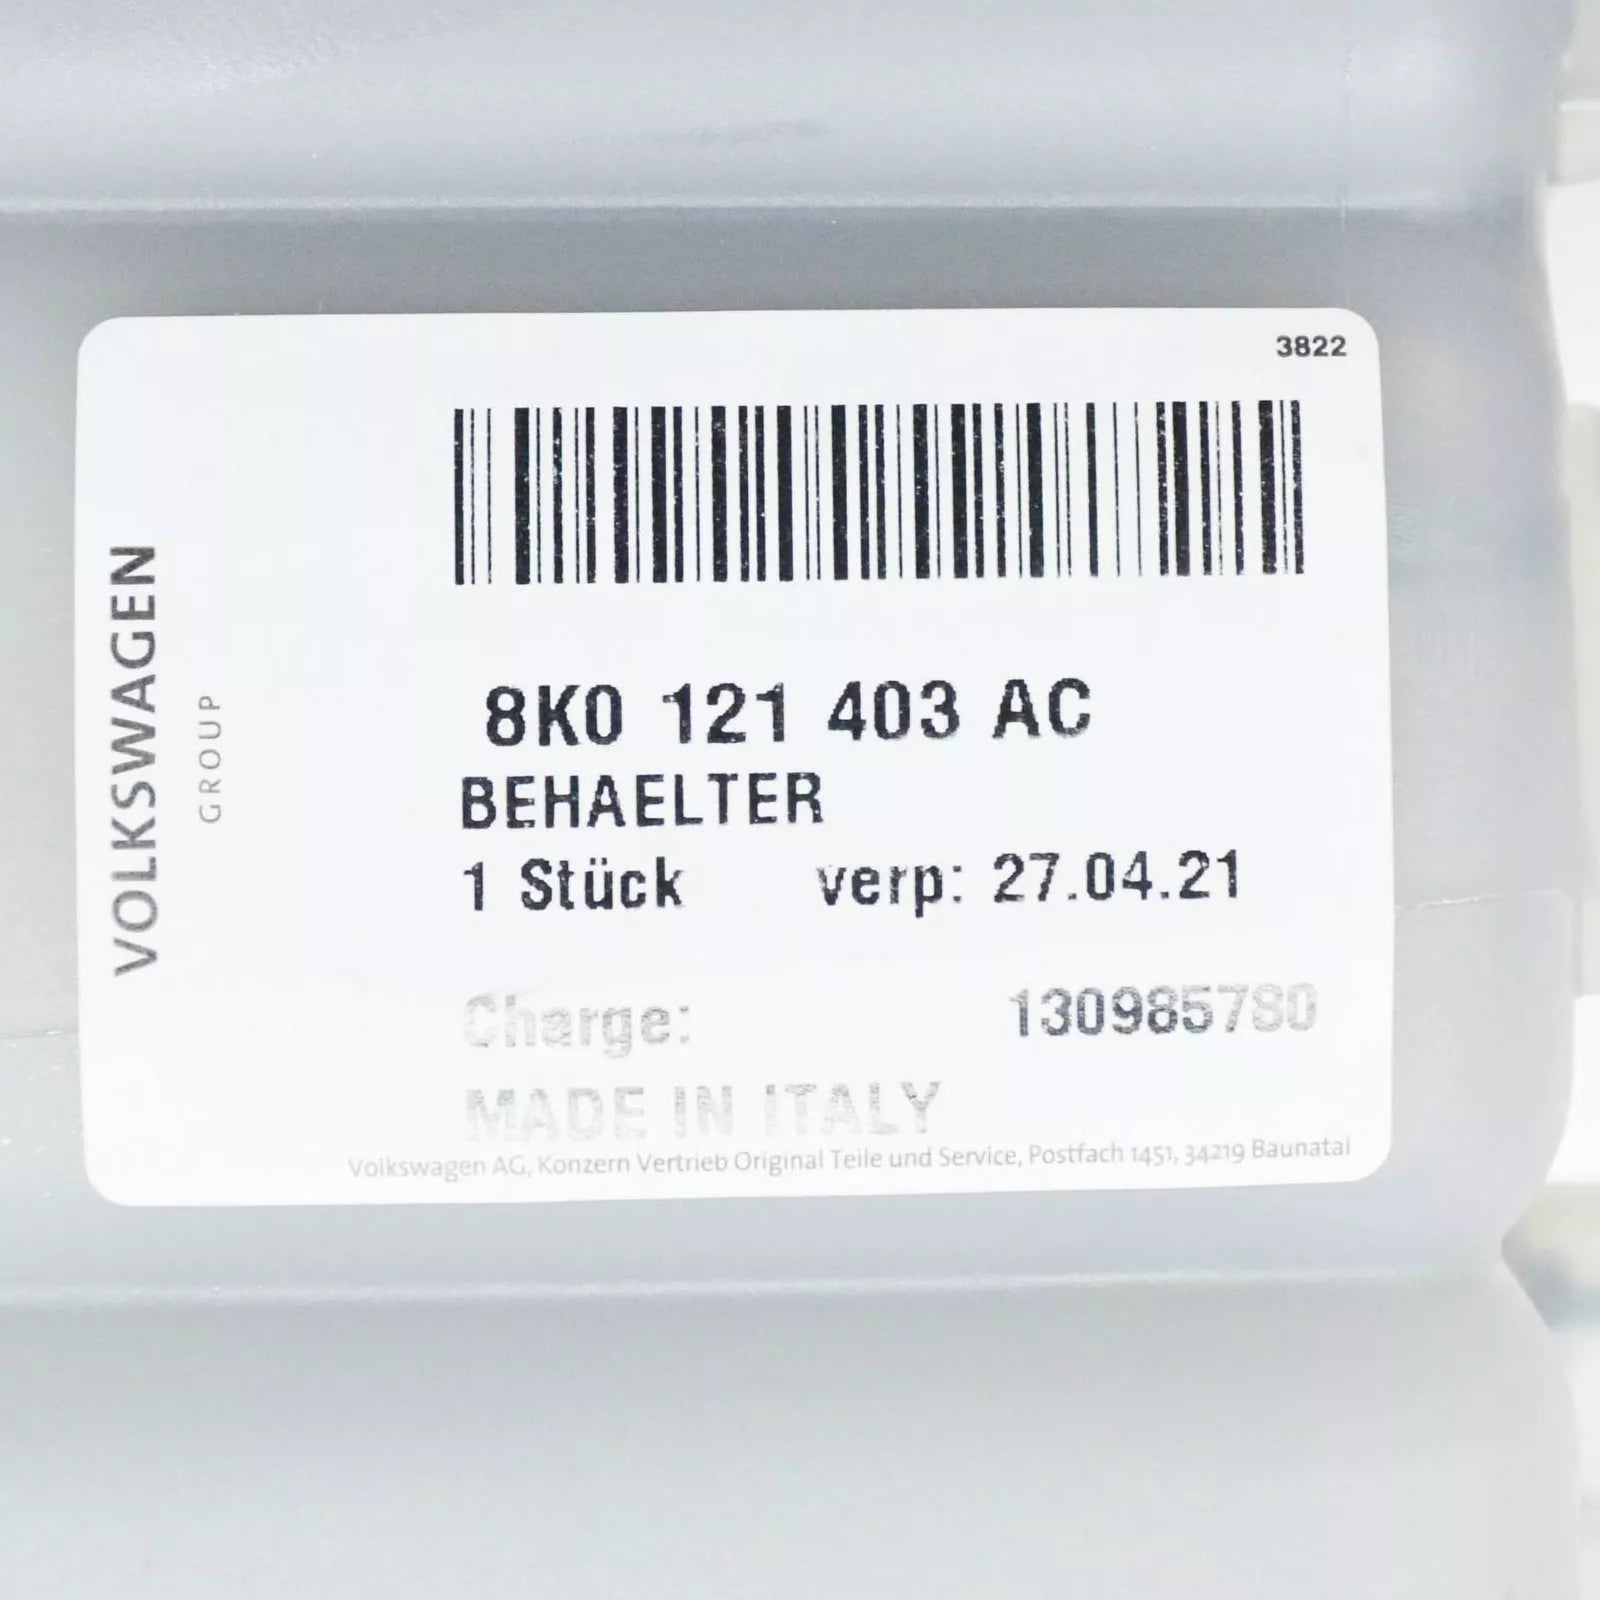 3822
VOLKSWAGEN
GROUP
8K0 121 403 AC
BEHAELTER
1 Stück verp: 27.04.21
Charge: 130985780
MADE IN ITALY
Volkswagen AG, Konzern Vertrieb Original Teile und Service, Postfach 1451, 34219 Baunatal